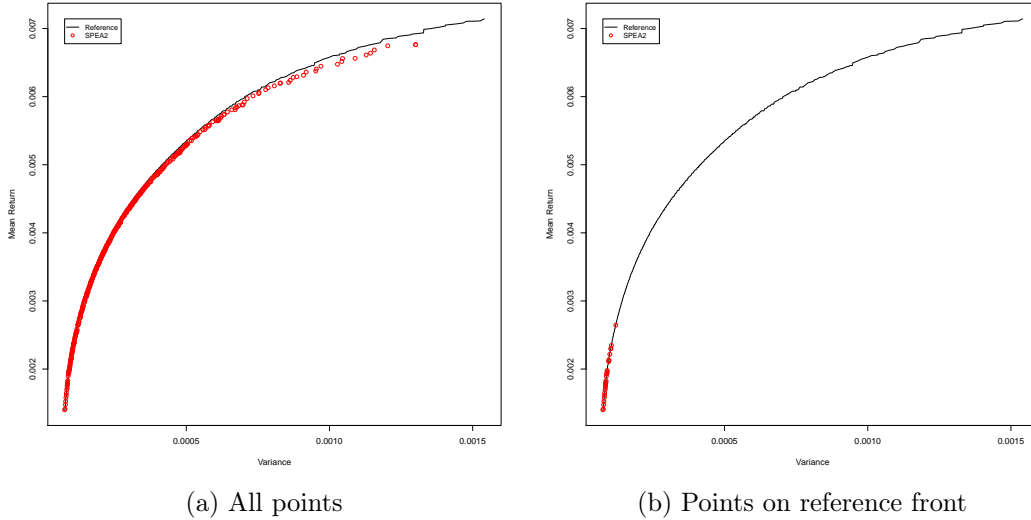 0.007
0.006
0.005
0.004
0.003
0.002
Mean Return
Reference
SPEA2
0.0005
0.0010
0.0015
Variance
(a) All points
0.007
0.006
0.005
0.004
0.003
0.002
Mean Return
Reference
SPEA2
0.0005
0.0010
0.0015
Variance
(b) Points on reference front